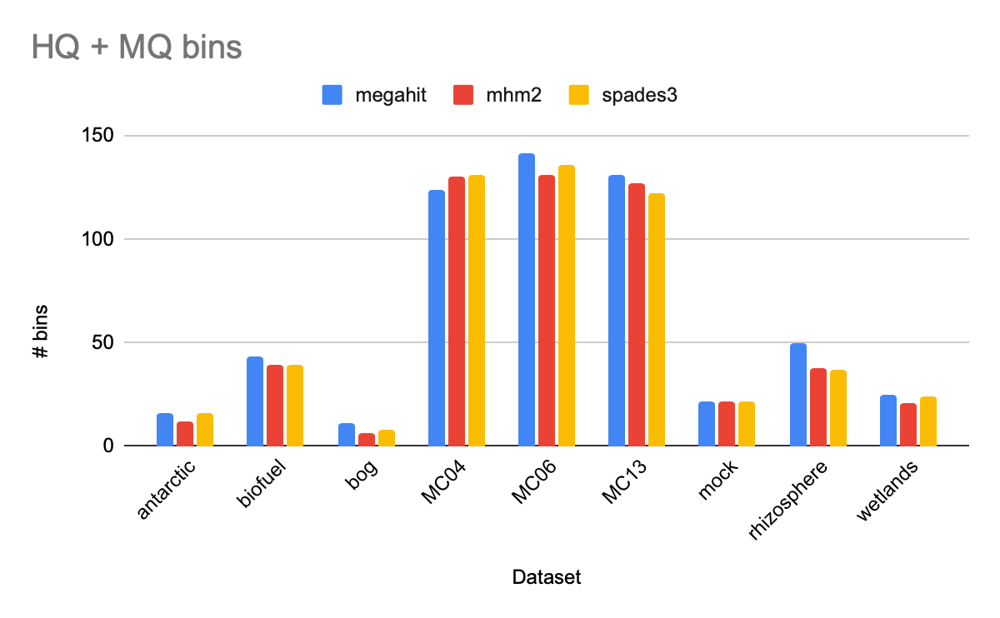 HQ + MQ bins
megahit mhm2 spades3
150
100
50
0
# bins
antarctic biofuel bog MC04 MC06 MC13 mock rhizosphere wetlands
Dataset